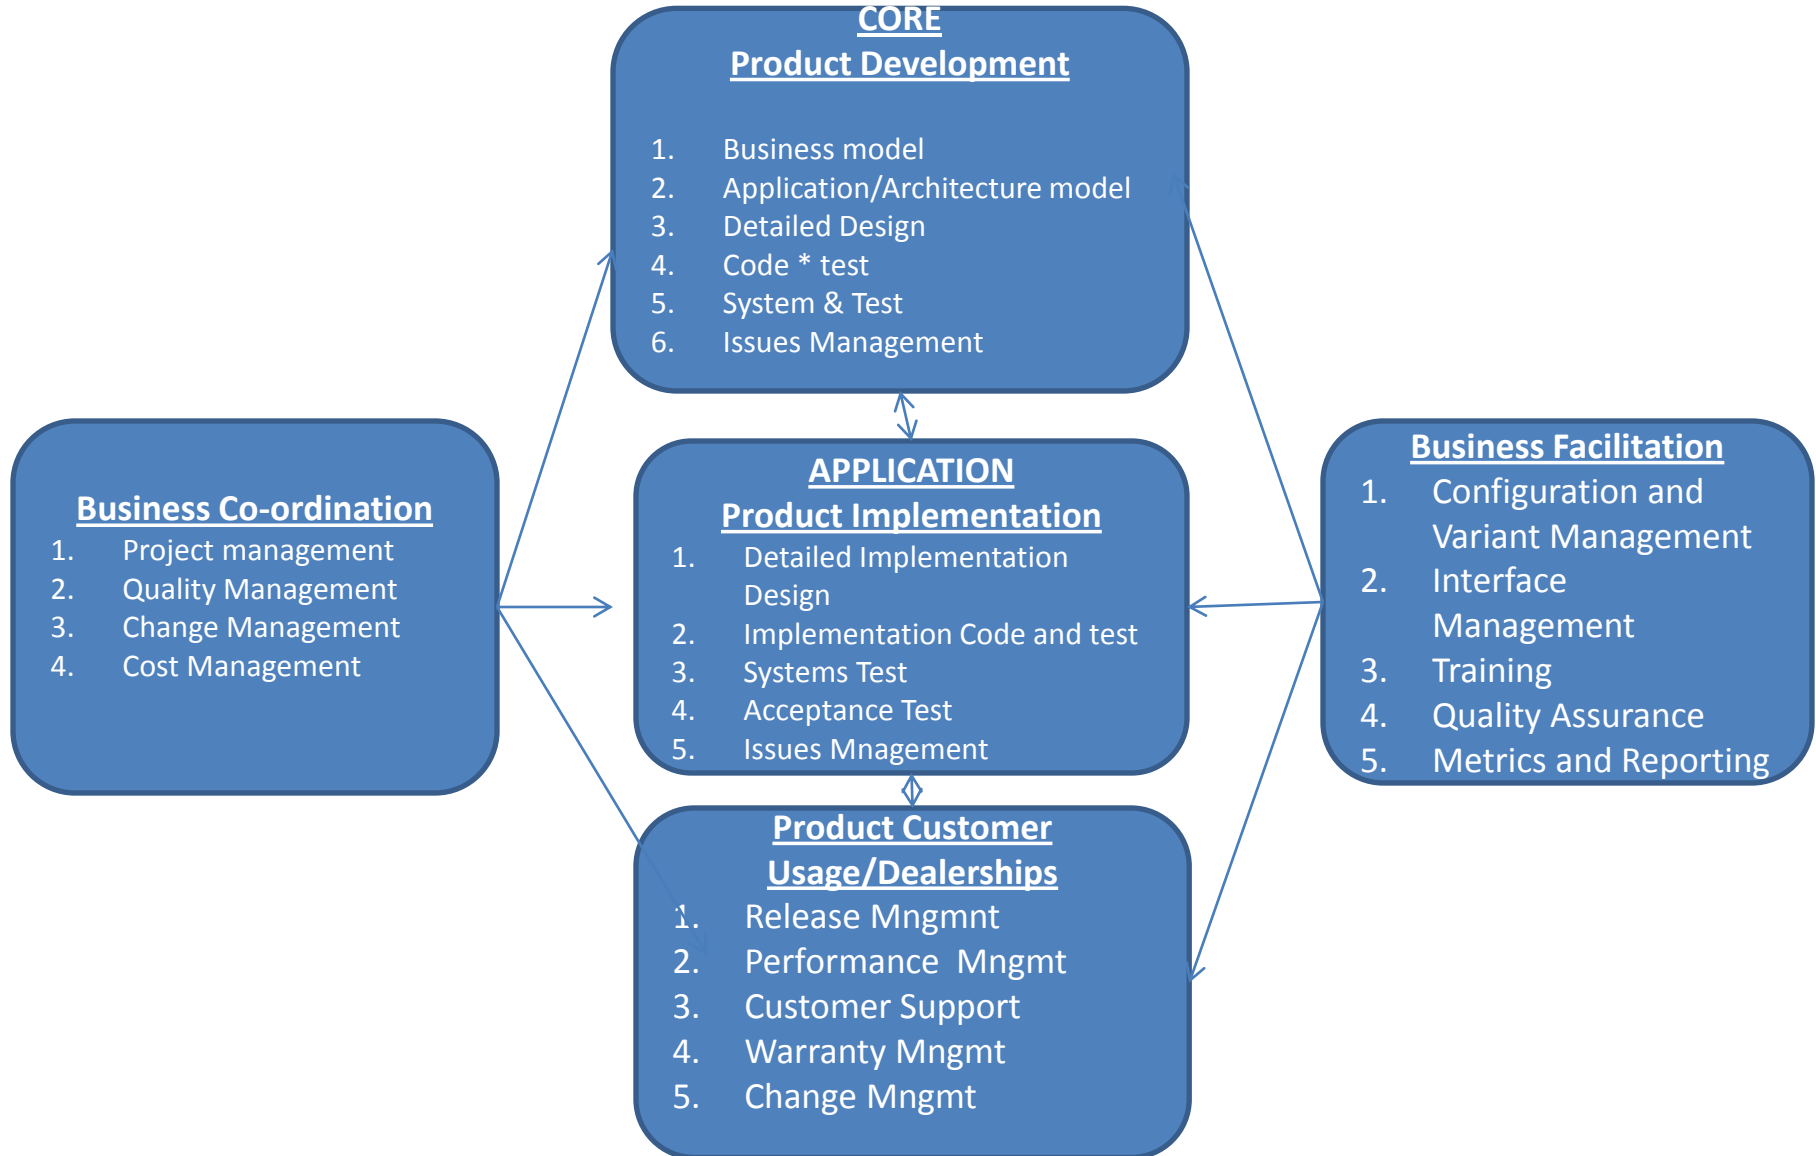 CORE
Product Development
1. Business model
2. Application/Architecture model
3. Detailed Design
4. Code * test
5. System & Test
6. Issues Management
Business Co-ordination
1. Project management
2. Quality Management
3. Change Management
4. Cost Management
APPLICATION
Product Implementation
1. Detailed Implementation
Design
2. Implementation Code and test
3. Systems Test
4. Acceptance Test
5. Issues Mnagement
Business Facilitation
1. Configuration and
Variant Management
2. Interface
Management
3. Training
4. Quality Assurance
5. Metrics and Reporting
Product Customer
Usage/Dealerships
1. Release Mngmnt
2. Performance Mngmt
3. Customer Support
4. Warranty Mngmt
5. Change Mngmt